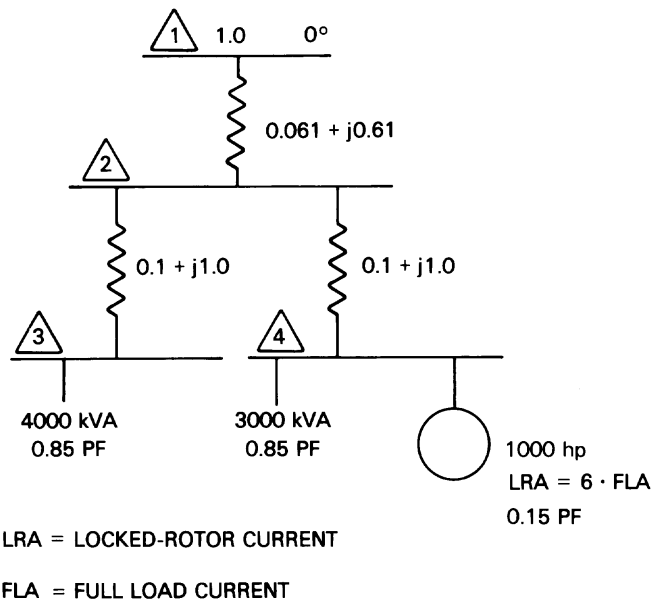 1 1.0 0°
0.061 + j0.61
2
0.1 + j1.0 0.1 + j1.0
3 4
4000 kVA 3000 kVA
0.85 PF 0.85 PF
1000 hp
LRA = 6 · FLA
0.15 PF
LRA = LOCKED-ROTOR CURRENT
FLA = FULL LOAD CURRENT